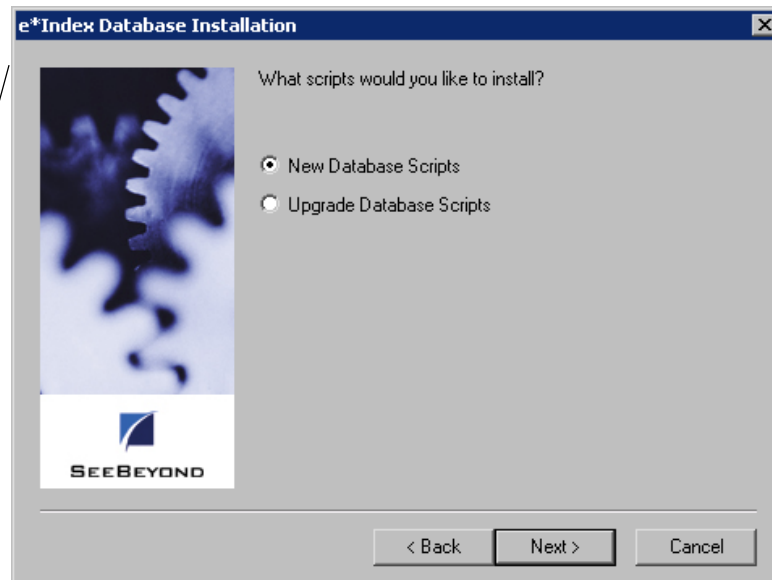 e*Index Database Installation
What scripts would you like to install?
New Database Scripts
Upgrade Database Scripts
SEEBEYOND
< Back
Next >
Cancel